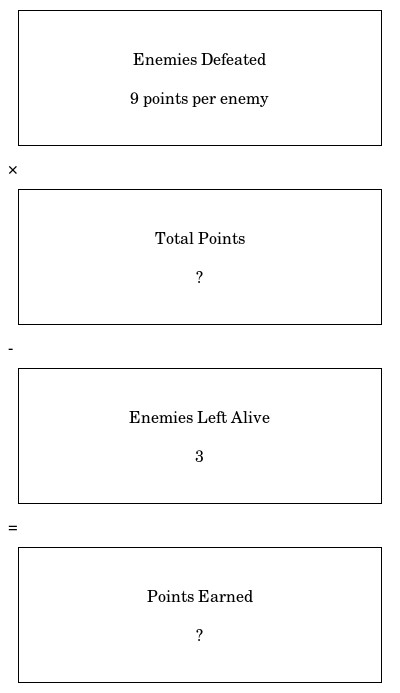 Enemies Defeated
9 points per enemy
×
Total Points
?
-
Enemies Left Alive
3
=
Points Earned
?